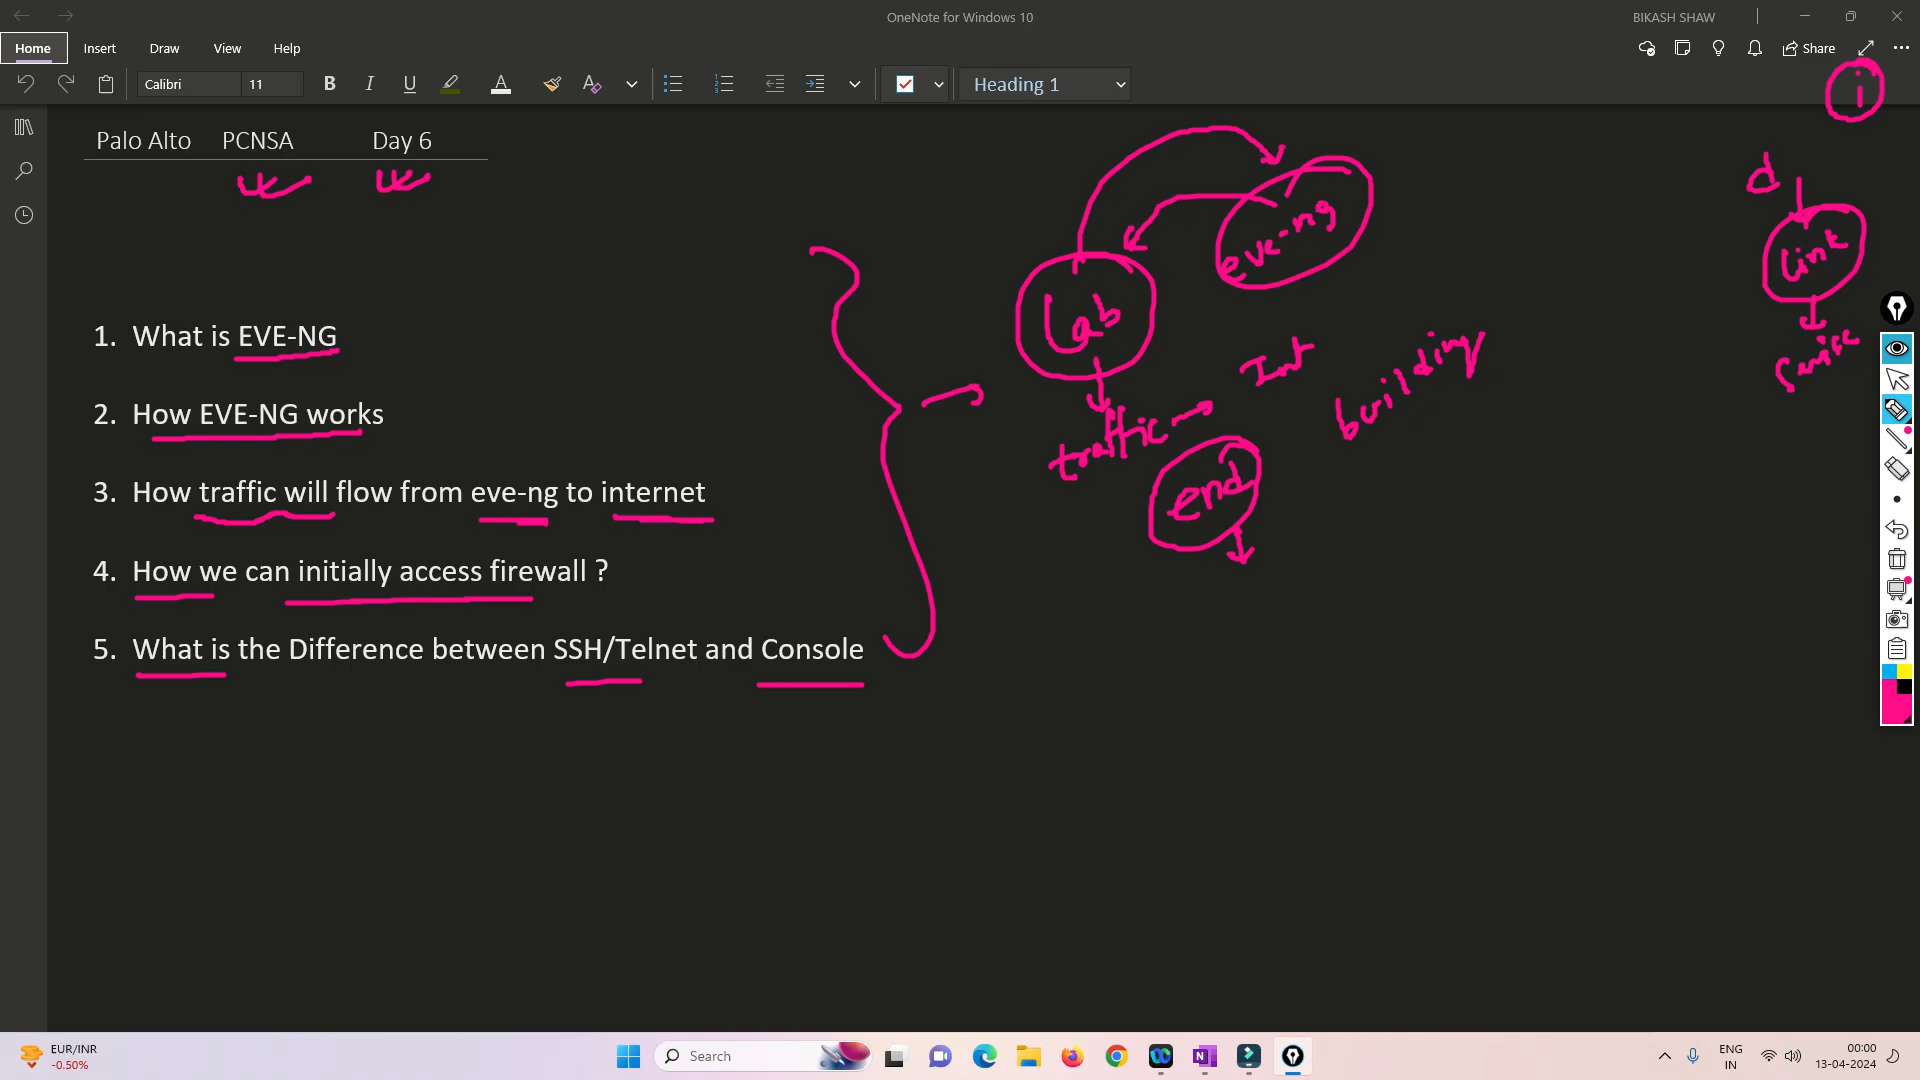 OneNote for Windows 10
BIKASH SHAW
Home Insert Draw View Help
Share
Calibri 11 B I U A A Heading 1
i
Palo Alto PCNSA Day 6
d
eve-ng
Link
Lab
1. What is EVE-NG
Int
building
2. How EVE-NG works
traffic
3. How traffic will flow from eve-ng to internet
end
4. How we can initially access firewall ?
5. What is the Difference between SSH/Telnet and Console
EUR/INR
-0.50%
Search
ENG
IN
00:00
13-04-2024